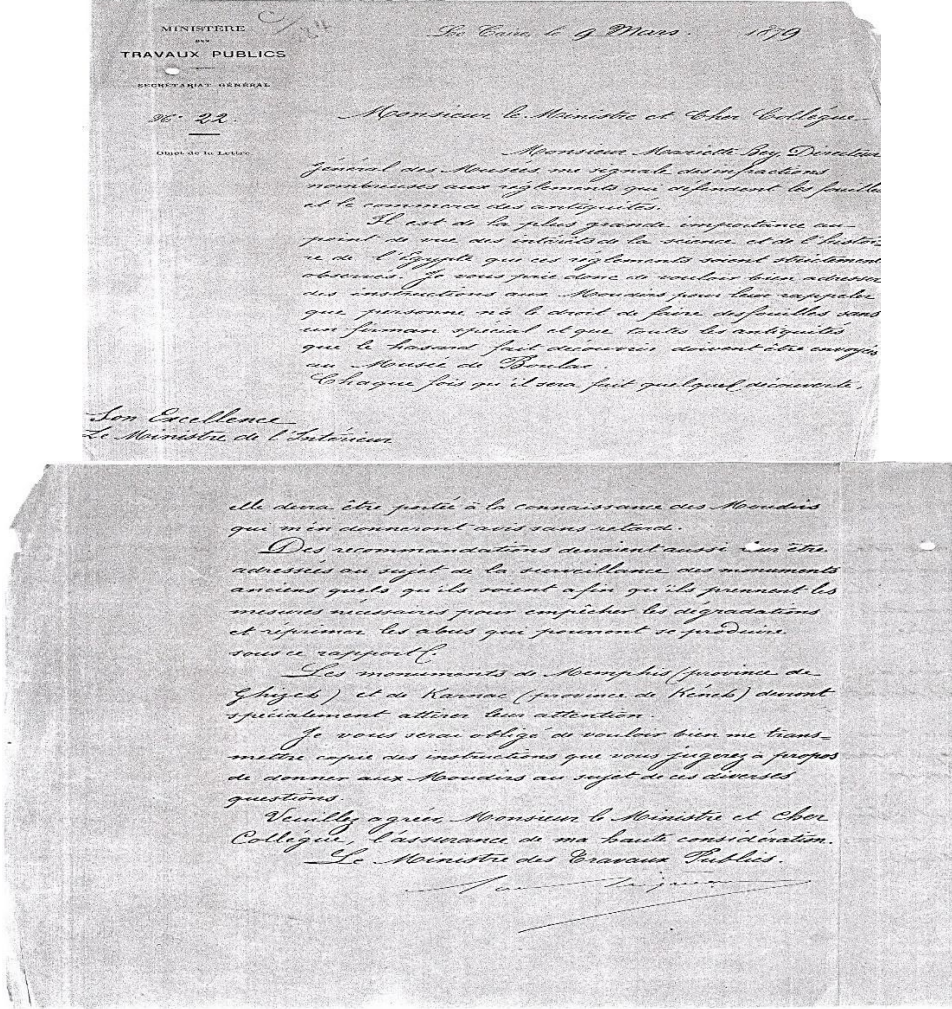 MINISTÈRE
DES
TRAVAUX PUBLICS
SECRÉTARIAT GÉNÉRAL
N° 22.
Objet de la Lettre
Le Caire, le 9 Mars. 1879
Monsieur le Ministre et Cher Collègue
Monsieur Mariette Bey, Directeur
général des Musées, me signale des infractions
nombreuses aux règlements qui défendent les fouilles
et le commerce des antiquités.
Il est de la plus grande importance au
point de vue des intérêts de la science et de l'histoi-
re de l'Égypte que ces règlements soient strictement
observés. Je vous prie donc de vouloir bien adresser
des instructions aux Moudirs pour leur rappeler
que personne n'à le droit de faire des fouilles sans
un firman spécial et que toutes les antiquités
que le hasard fait découvrir doivent être envoyés
au Musée de Boulac.
Chaque fois qu'il sera fait quelque découverte,
Son Excellence
Le Ministre de l'Intérieur
elle devra être portée à la connaissance des Moudirs
qui m'en donneront avis sans retard.
Des recommandations devraient aussi être
adressées au sujet de la surveillance des monuments
anciens quels qu'ils soient afin qu'ils prennent les
mesures nécessaires pour empêcher les dégradations
et réprimer les abus qui pourront se produire
sous ce rapport.
Les monuments de Memphis (province de
Ghizeh) et de Karnac (province de Kéneh) devront
spécialement attirer leur attention.
Je vous serai obligé de vouloir bien me trans=
mettre copie des instructions que vous jugerez à propos
de donner aux Moudirs au sujet de ces diverses
questions.
Veuillez agréer, Monsieur le Ministre et Cher
Collègue, l'assurance de ma haute considération.
Le Ministre des Travaux Publics.